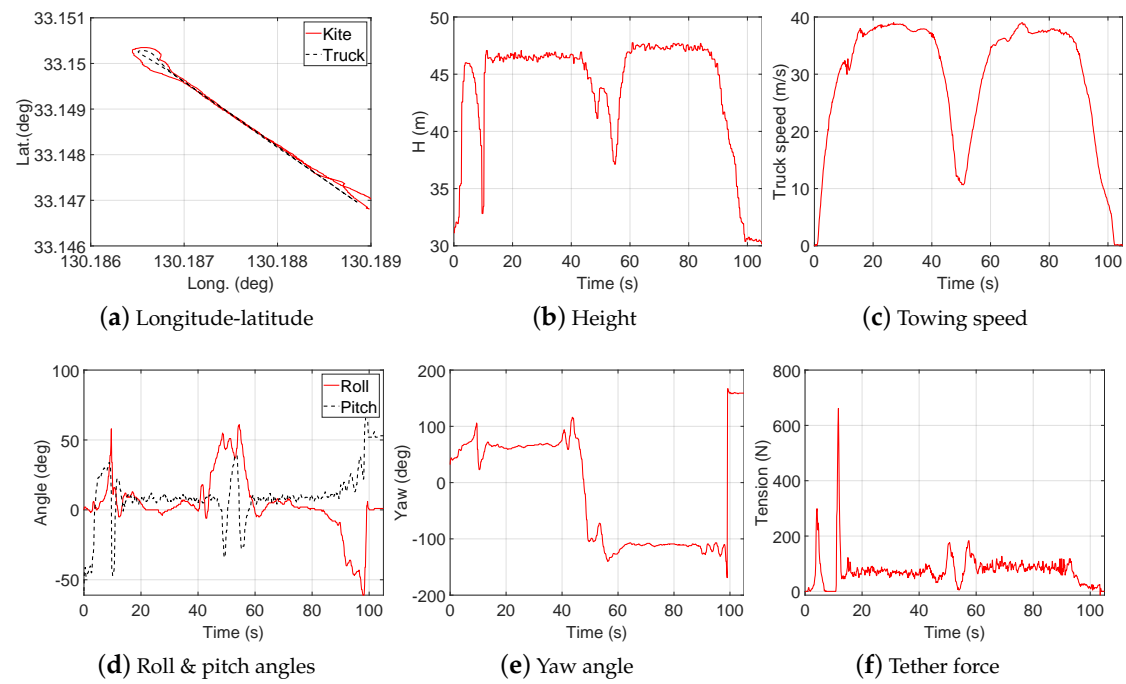 33.151
33.15
33.149
33.148
33.147
33.146
Lat.(deg)
Kite
Truck
130.186
130.187
130.188
130.189
Long. (deg)
(a) Longitude-latitude
50
45
40
35
30
H (m)
0
20
40
60
80
100
Time (s)
(b) Height
40
30
20
10
0
Truck speed (m/s)
0
20
40
60
80
100
Time (s)
(c) Towing speed
100
50
0
-50
Angle (deg)
Roll
Pitch
0
20
40
60
80
100
Time (s)
(d) Roll & pitch angles
200
100
0
-100
-200
Yaw (deg)
0
20
40
60
80
100
Time (s)
(e) Yaw angle
800
600
400
200
0
Tension (N)
0
20
40
60
80
100
Time (s)
(f) Tether force